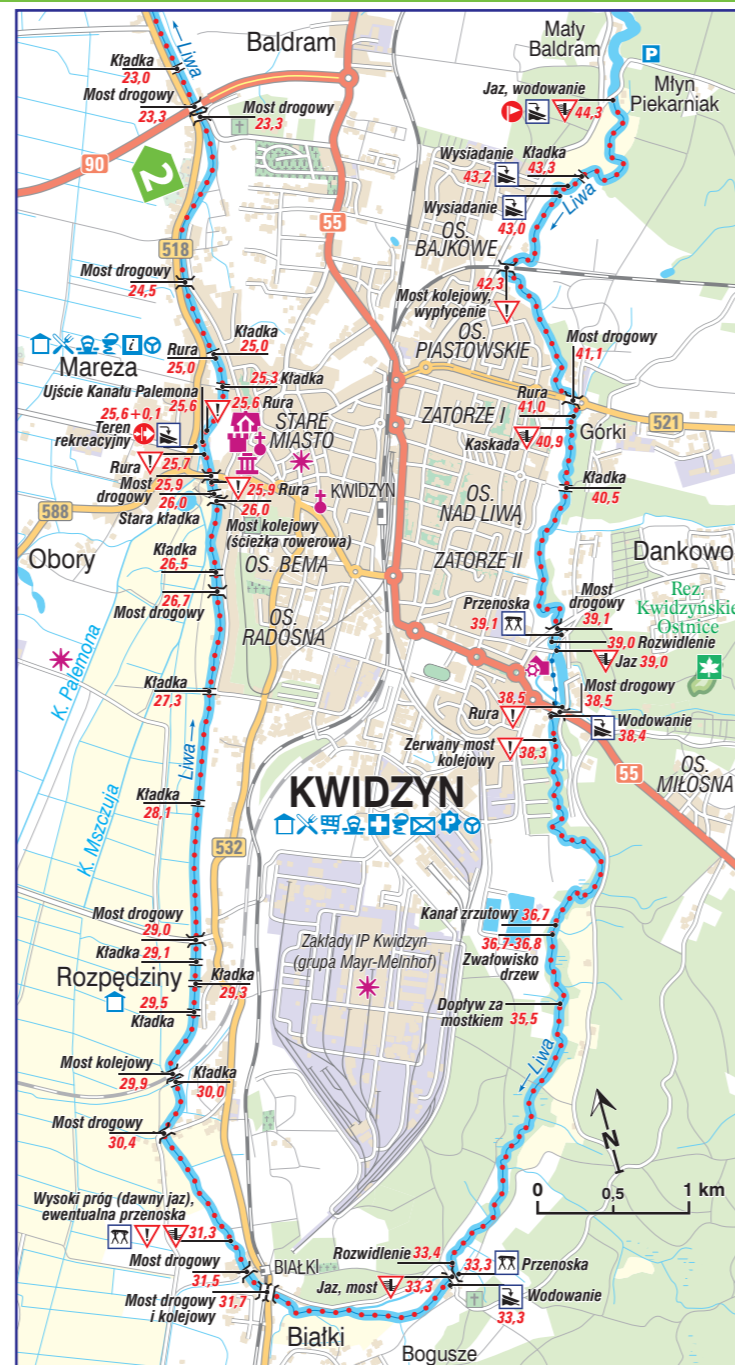 Baldram
Mały
Baldram
P
Młyn
Piekarniak
Kładka
23,0
← Liwa
Most drogowy
23,3
Most drogowy
23,3
90
2
55
518
Jaz, wodowanie
44,3
Wysiadanie
43,2
Kładka
43,3
Wysiadanie
43,0
← Liwa
OS.
BAJKOWE
42,3
Most kolejowy,
wypłycenie
OS.
PIASTOWSKIE
Most drogowy
24,5
Kładka
25,0
Rura
25,0
Mareza
25,3 Kładka
Ujście Kanału Palemona
25,6
25,6 Rura
25,6+0,1
Teren
rekreacyjny
Rura
25,7
Most
drogowy
25,9
26,0
Stara kładka
25,9 Rura
26,0
Most kolejowy
(ścieżka rowerowa)
STARE
MIASTO
KWIDZYN
588
Obory
Kładka
26,5
26,7
Most drogowy
OS. BEMA
OS.
RADOSNA
K. Palemona
Kładka
27,3
Liwa →
Kładka
28,1
K. Mszczuja
532
Most drogowy
41,1
Rura
41,0
521
ZATORZE I
Kaskada
40,9
Górki
Kładka
40,5
OS.
NAD LIWĄ
ZATORZE II
Dankowo
Rez.
Kwidzyńskie
Ostnice
Przenoska
39,1
Most
drogowy
39,1
39,0 Rozwidlenie
Jaz 39,0
Most drogowy
38,5
38,5
Rura
Wodowanie
38,4
Zerwany most
kolejowy
38,3
55
OS.
MIŁOSNA
KWIDZYN
P
Zakłady IP Kwidzyn
(grupa Mayr-Melnhof)
Kanał zrzutowy 36,7
36,7-36,8
Zwałowisko
drzew
Dopływ za
mostkiem
35,5
← Liwa
Most drogowy
29,0
Kładka
29,1
Rozpędziny
Kładka
29,3
29,5
Kładka
Most kolejowy
29,9
Kładka
30,0
Most drogowy
30,4
N
0
0,5
1 km
Wysoki próg (dawny jaz),
ewentualna przenoska
31,3
Most drogowy
31,5
Most drogowy
i kolejowy
31,7
BIAŁKI
Białki
Rozwidlenie 33,4
33,3
Przenoska
Jaz, most
33,3
Wodowanie
33,3
Bogusze